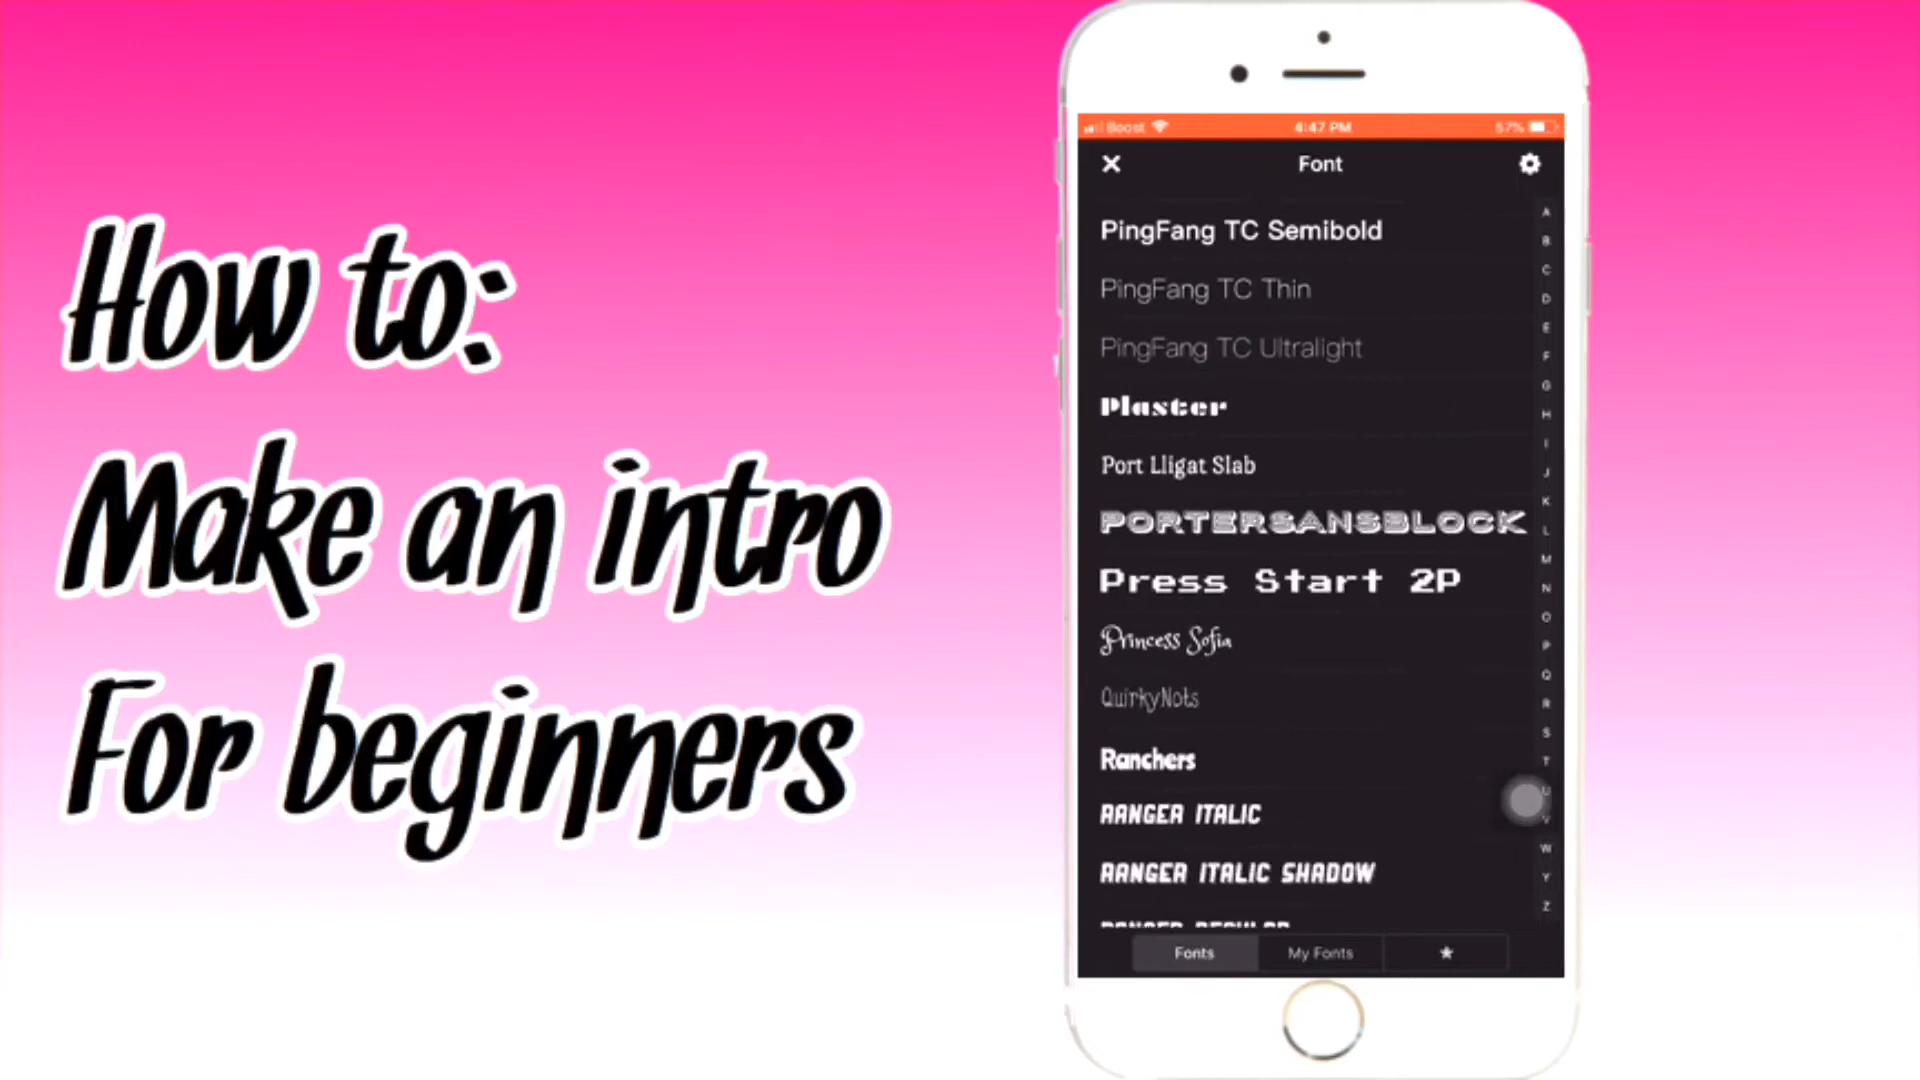 How to:
Make an intro
For beginners
Boost 4:47 PM 57%
Font
PingFang TC Semibold
PingFang TC Thin
PingFang TC Ultralight
Plaster
Port Lligat Slab
PORTERSANSBLOCK
Press Start 2P
Princess Sofia
QuirkyNots
Ranchers
RANGER ITALIC
RANGER ITALIC SHADOW
RANGER REGULAR
Fonts My Fonts
A
B
C
D
E
F
G
H
I
J
K
L
M
N
O
P
Q
R
S
T
U
V
W
Y
Z